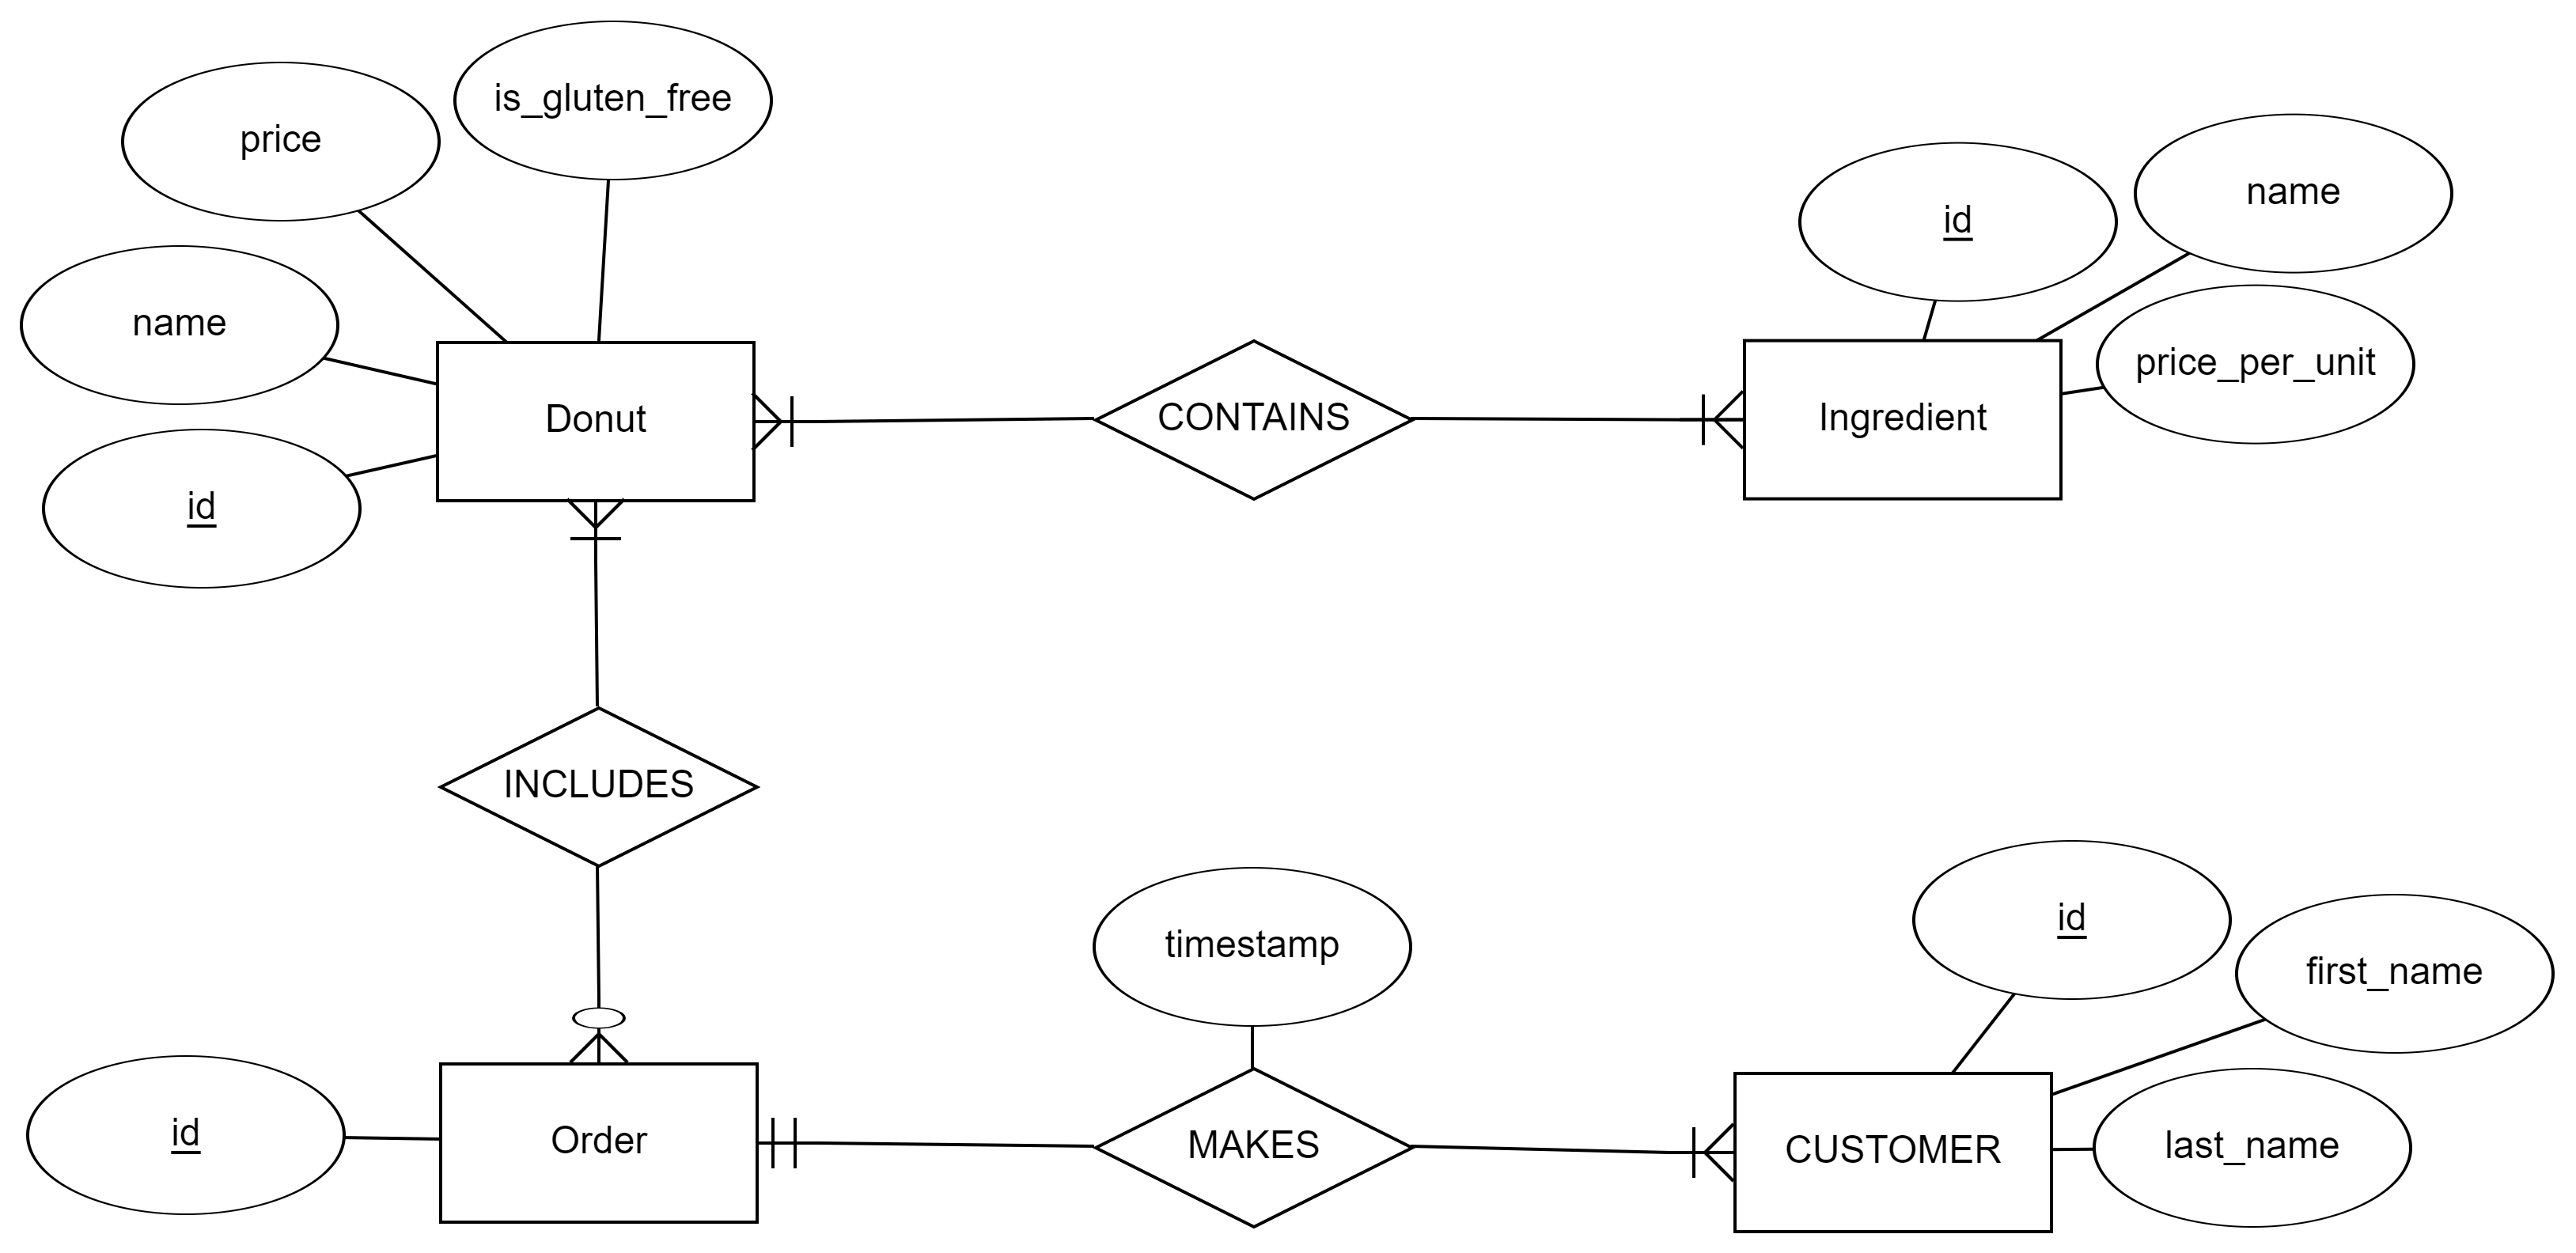 is_gluten_free
price
name
id
Donut
CONTAINS
id
name
price_per_unit
Ingredient
INCLUDES
timestamp
id
first_name
last_name
id
Order
MAKES
CUSTOMER